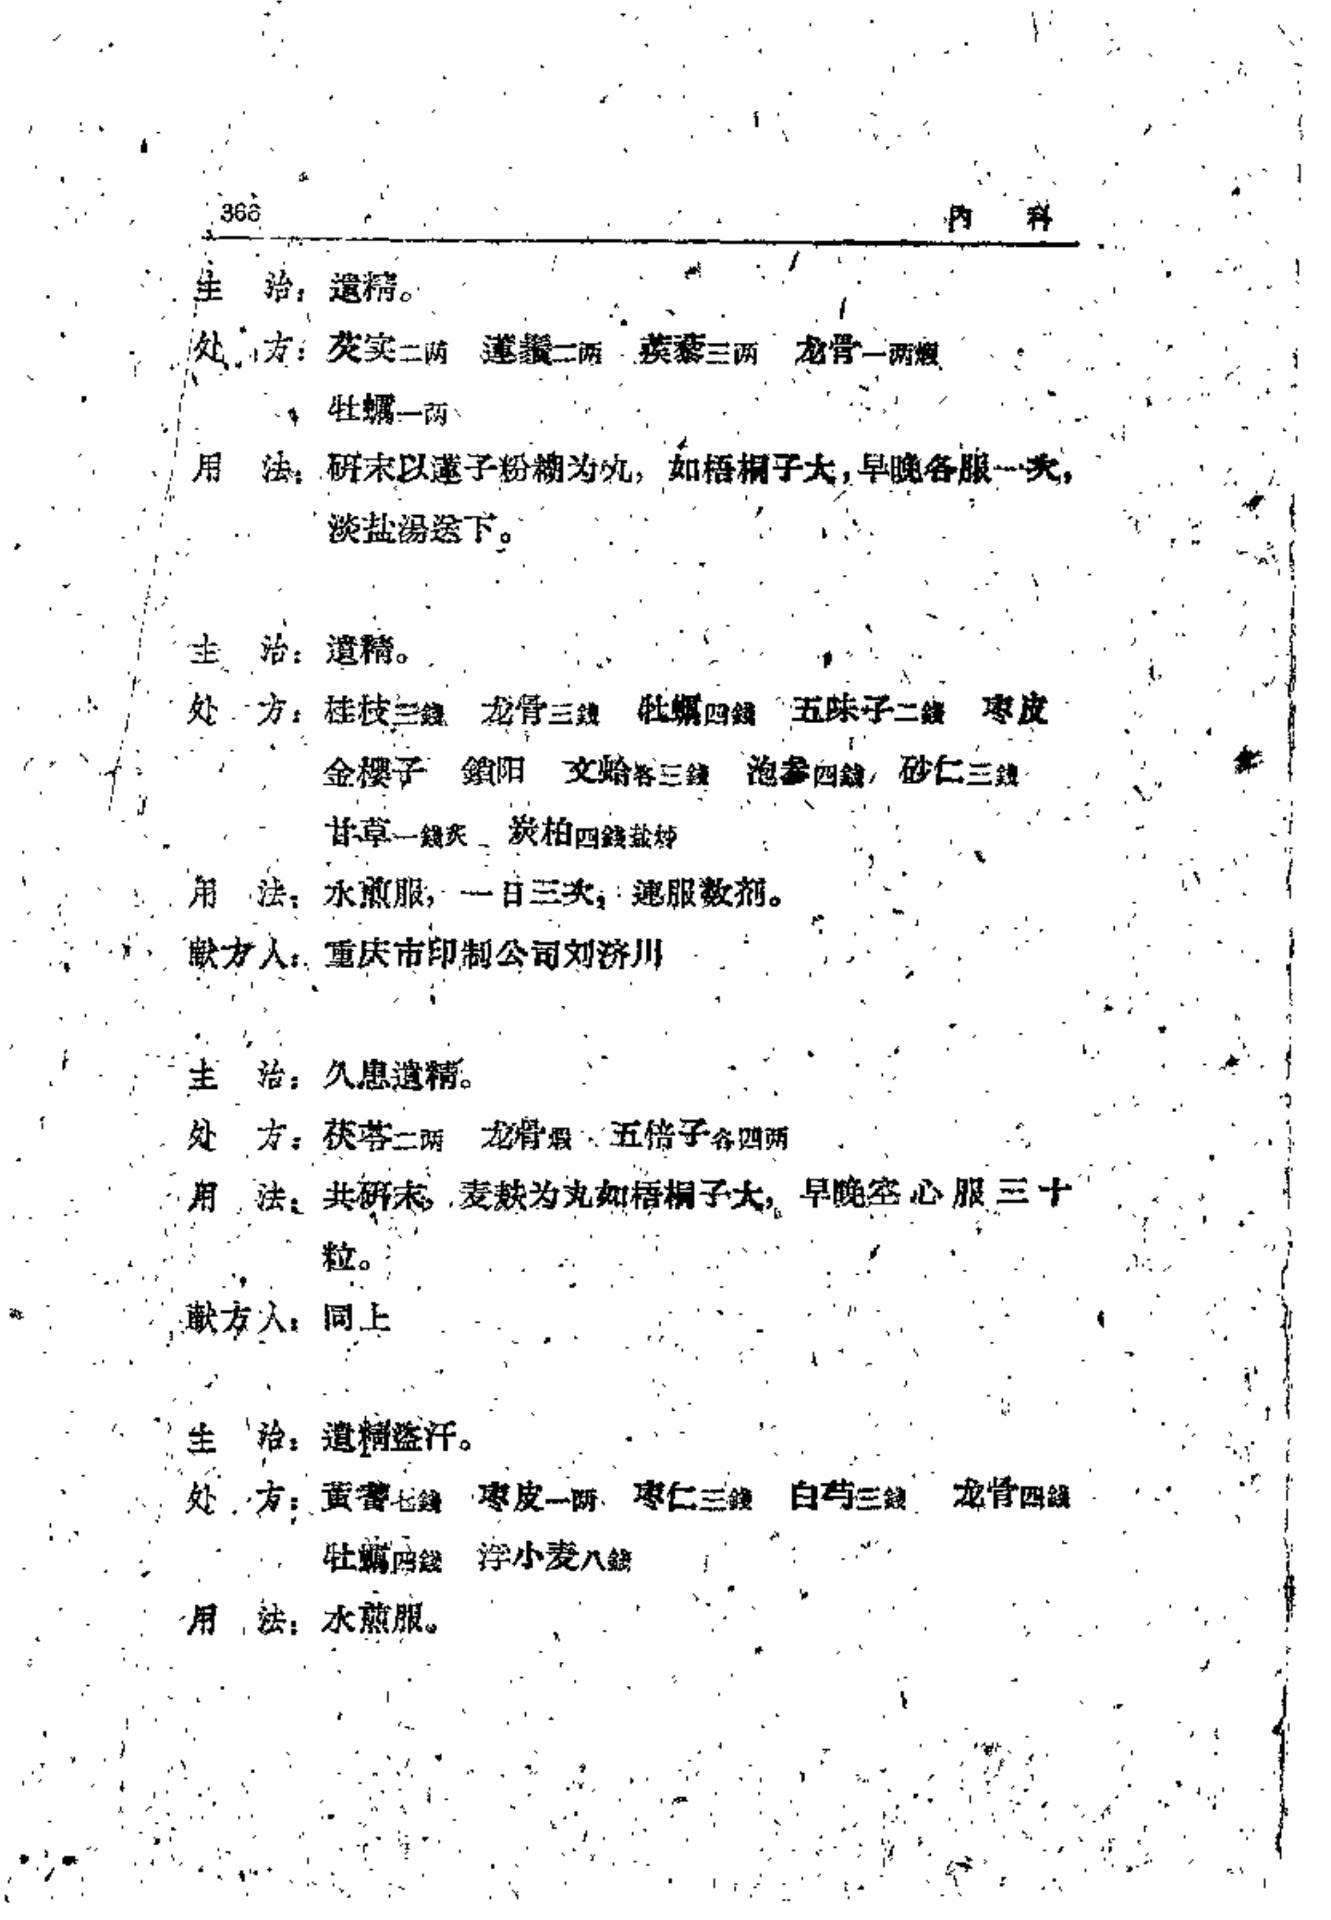 366 内 科
主 治：遺精。
处 方：芡实二两 蓮鬚二两 蒺藜三两 龙骨一两煅
牡蠣一两
用 法：研末以蓮子粉糊为丸，如梧桐子大，早晚各服一次，
淡盐湯送下。
主 治：遺精。
处 方：桂枝三錢 龙骨三錢 牡蠣四錢 五味子二錢 枣皮
金櫻子 鎖阳 文蛤各三錢 泡参四錢 砂仁三錢
甘草一錢炙 炭柏四錢盐炒
用 法：水煎服，一日三次，連服数剂。
献方人：重庆市印制公司刘济川
主 治：久患遺精。
处 方：茯苓二两 龙骨煅 五倍子各四两
用 法：共研末，麦麸为丸如梧桐子大，早晚空心服三十
粒。
献方人：同上
主 治：遺精盜汗。
处 方：黃耆七錢 枣皮一两 枣仁三錢 白芍三錢 龙骨四錢
牡蠣四錢 浮小麦八錢
用 法：水煎服。